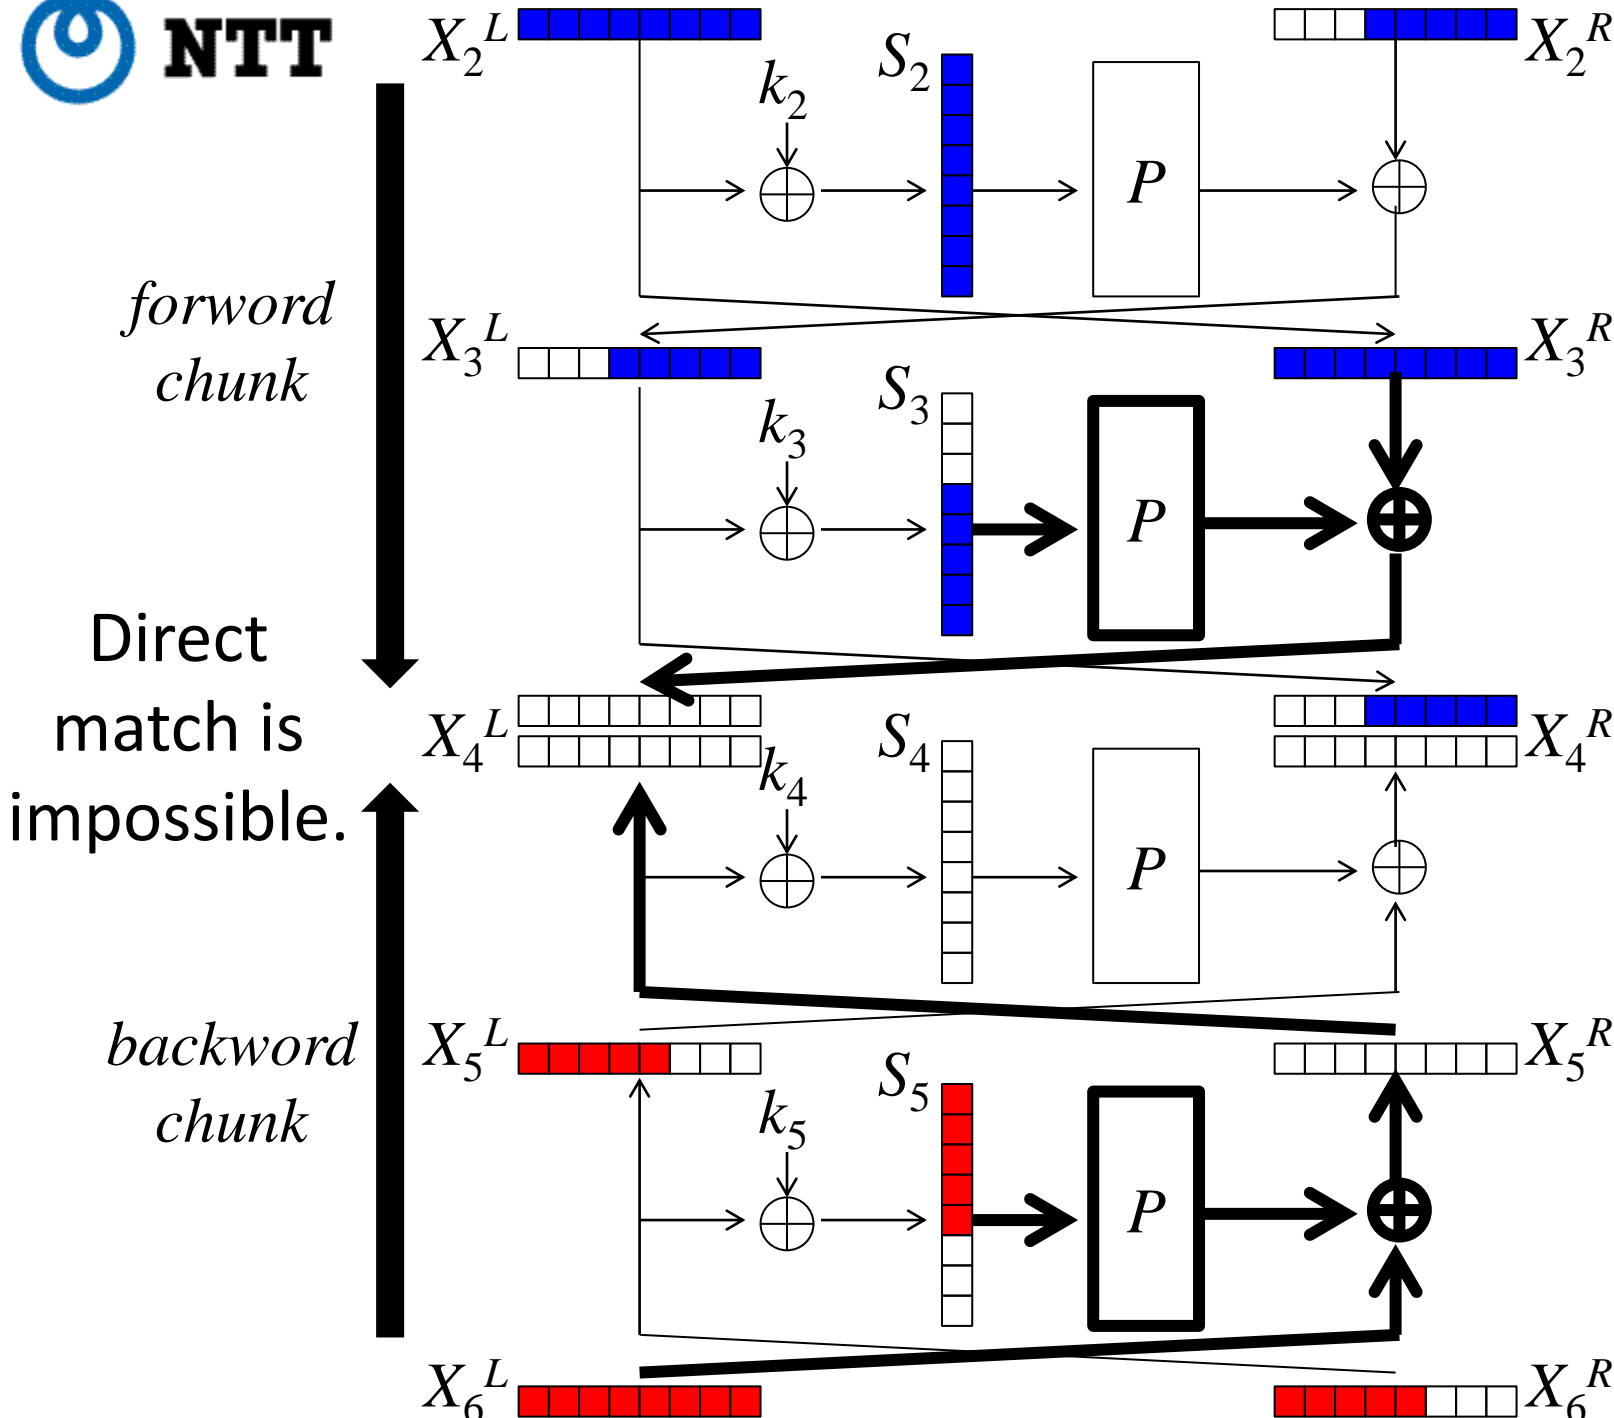 NTT
X₂ᴸ S₂ X₂ᴿ
k₂
P
forword
chunk
X₃ᴸ S₃ X₃ᴿ
k₃
P
Direct
match is
impossible.
X₄ᴸ S₄ X₄ᴿ
k₄
P
backword
chunk
X₅ᴸ S₅ X₅ᴿ
k₅
P
X₆ᴸ X₆ᴿ